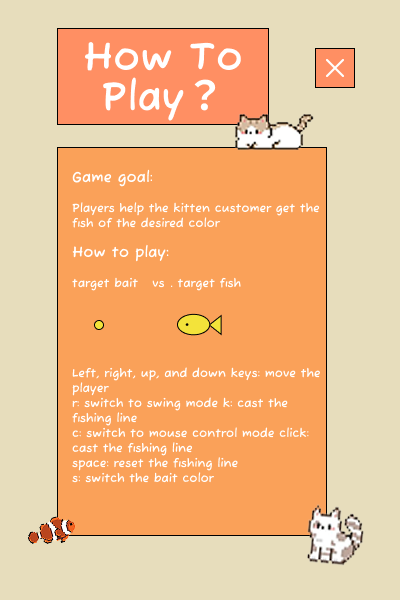 How To
Play ?
Game goal:
Players help the kitten customer get the
fish of the desired color
How to play:
target bait vs . target fish
Left, right, up, and down keys: move the
player
r: switch to swing mode k: cast the
fishing line
c: switch to mouse control mode click:
cast the fishing line
space: reset the fishing line
s: switch the bait color